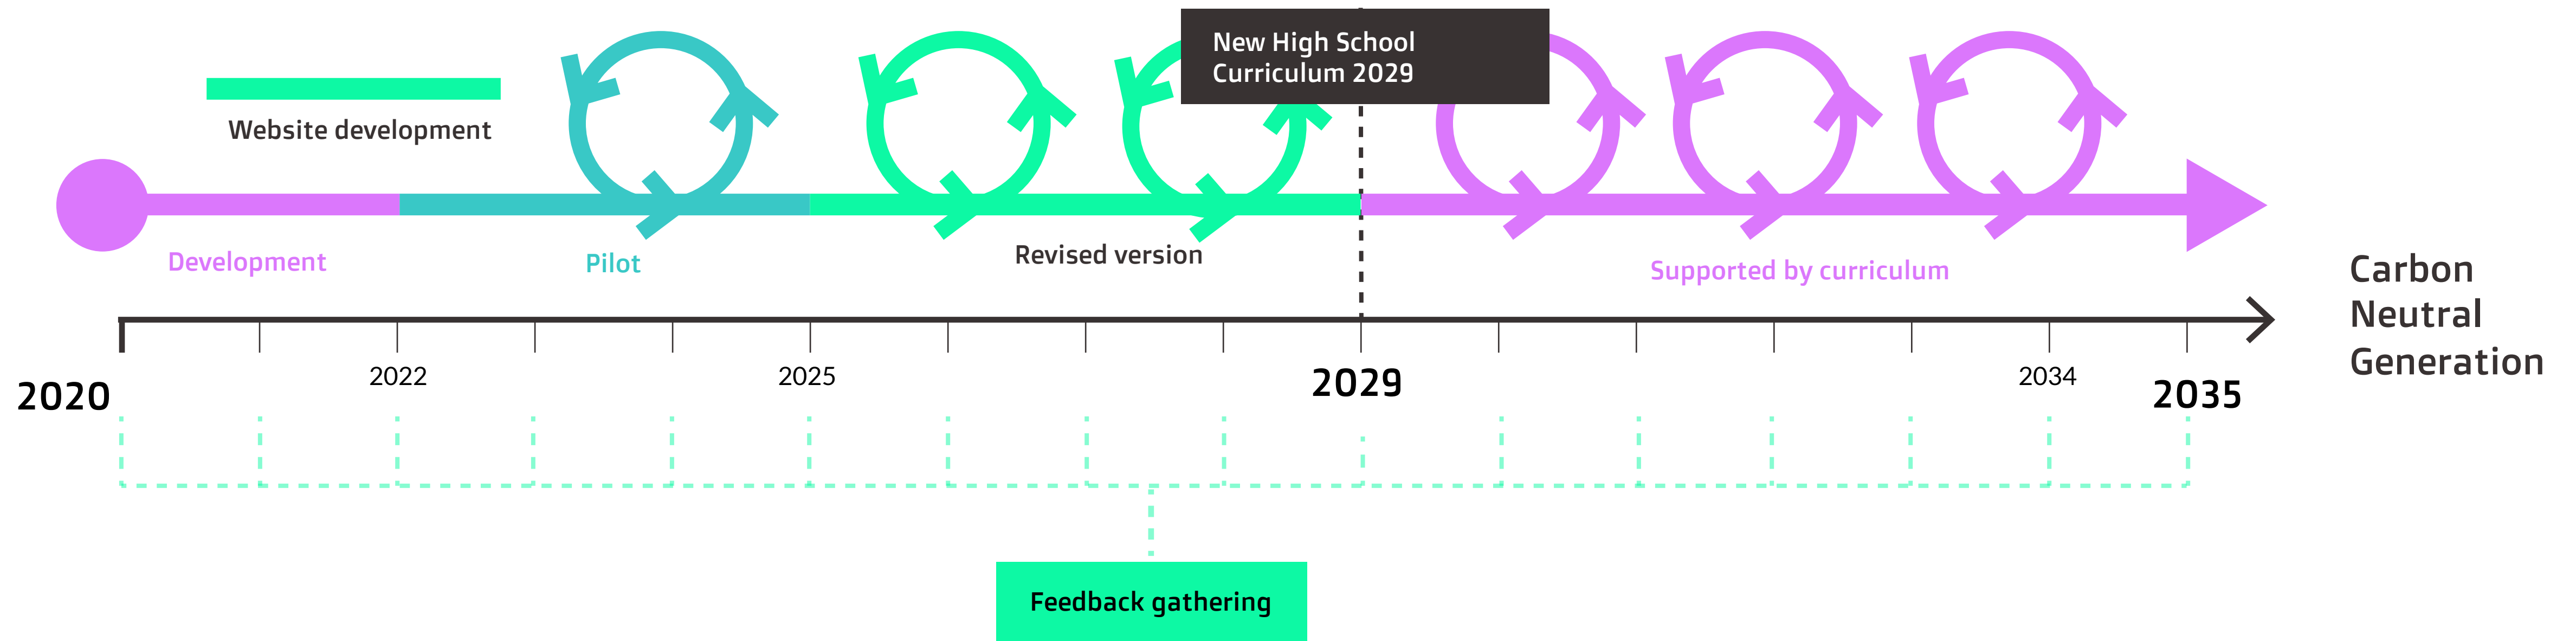 New High School
Curriculum 2029
Website development
Development
Pilot
Revised version
Supported by curriculum
Carbon
Neutral
Generation
2020
2022
2025
2029
2034
2035
Feedback gathering